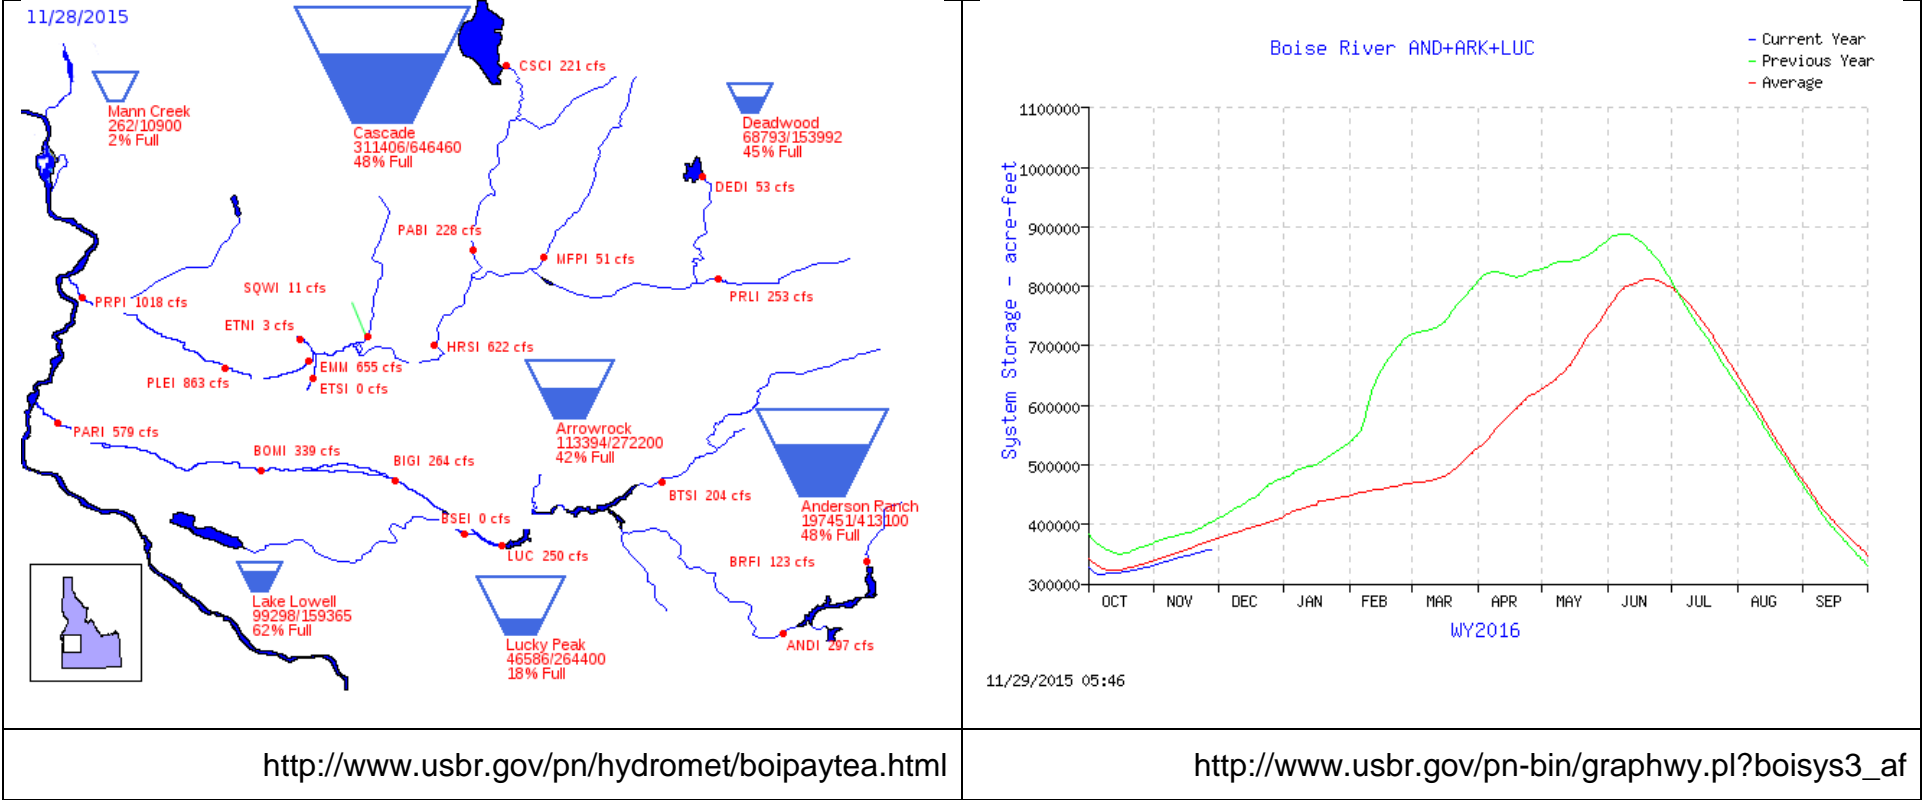 11/28/2015
Mann Creek
262/10900
2% Full
Cascade
311406/646460
48% Full
CSCI 221 cfs
Deadwood
68793/153992
45% Full
DEDI 53 cfs
PABI 228 cfs
MFPI 51 cfs
PRLI 253 cfs
SQWI 11 cfs
PRPI 1018 cfs
ETNI 3 cfs
HRSI 622 cfs
EMM 655 cfs
ETSI 0 cfs
PLEI 863 cfs
Arrowrock
113394/272200
42% Full
PARI 579 cfs
BOMI 339 cfs
BIGI 264 cfs
BTSI 204 cfs
Anderson Ranch
197451/413100
48% Full
BSEI 0 cfs
LUC 250 cfs
BRFI 123 cfs
Lake Lowell
99298/159365
62% Full
Lucky Peak
46586/264400
18% Full
ANDI 297 cfs
http://www.usbr.gov/pn/hydromet/boipaytea.html
Boise River AND+ARK+LUC
Current Year
Previous Year
Average
System Storage - acre-feet
1100000
1000000
900000
800000
700000
600000
500000
400000
300000
OCT NOV DEC JAN FEB MAR APR MAY JUN JUL AUG SEP
WY2016
11/29/2015 05:46
http://www.usbr.gov/pn-bin/graphwy.pl?boisys3_af